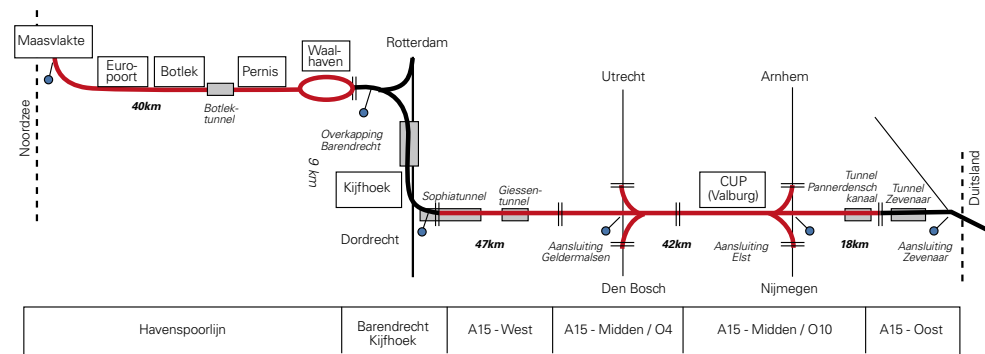 Maasvlakte
Noordzee
Euro-
poort
Botlek
Pernis
Waal-
haven
Rotterdam
40km
Botlek-
tunnel
Overkapping
Barendrecht
9 km
Kijfhoek
Dordrecht
Sophiatunnel
Giessen-
tunnel
47km
Utrecht
Aansluiting
Geldermalsen
Den Bosch
42km
Arnhem
CUP
(Valburg)
Aansluiting
Elst
Nijmegen
Tunnel
Pannerdensch
kanaal
18km
Tunnel
Zevenaar
Aansluiting
Zevenaar
Duitsland
Havenspoorlijn
Barendrecht
Kijfhoek
A15 - West
A15 - Midden / O4
A15 - Midden / O10
A15 - Oost